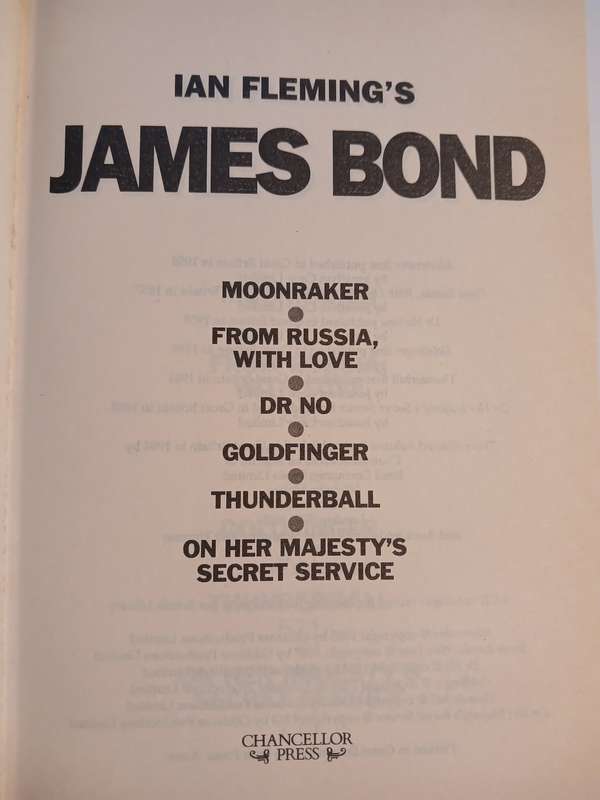 IAN FLEMING'S
JAMES BOND
MOONRAKER
FROM RUSSIA,
WITH LOVE
DR NO
GOLDFINGER
THUNDERBALL
ON HER MAJESTY'S
SECRET SERVICE
CHANCELLOR
PRESS